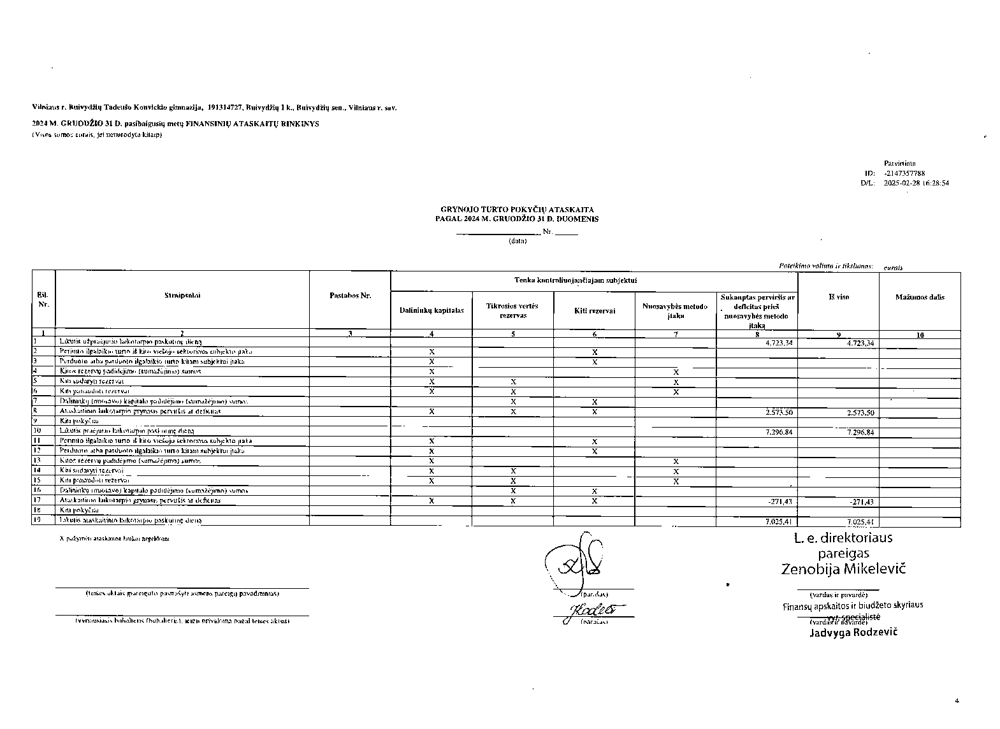 Vilniaus r. Buivydžių Tadeušo Konvickio gimnazija, 191314727, Buivydžių I k., Buivydžių sen., Vilniaus r. sav.
2024 M. GRUODŽIO 31 D. pasibaigusių metų FINANSINIŲ ATASKAITŲ RINKINYS
(Visos sumos eurais, jei nenurodyta kitaip)
Patvirtinta
ID: -2147357788
D/L: 2025-02-28 16:28:54
GRYNOJO TURTO POKYČIŲ ATASKAITA
PAGAL 2024 M. GRUODŽIO 31 D. DUOMENIS
Nr.
(data)
Pateikimo valiuta ir tikslumas: eurais
Eil. Nr. Straipsniai Pastabos Nr. Tenka kontroliuojančiajam subjektui Iš viso Mažumos dalis
Dalininkų kapitalas Tikrosios vertės rezervas Kiti rezervai Nuosavybės metodo įtaka Sukauptas perviršis ar deficitas prieš nuosavybės metodo įtaką
1 2 3 4 5 6 7 8 9 10
1 Likutis užpraėjusio laikotarpio paskutinę dieną 4.723,34 4.723,34
2 Perimto ilgalaikio turto iš kito viešojo sektoriaus subjekto įtaka X X
3 Perduoto arba parduoto ilgalaikio turto kitam subjektui įtaka X X
4 Kitos rezervų padidėjimo (sumažėjimo) sumos X X
5 Kiti sudaryti rezervai X X X
6 Kiti panaudoti rezervai X X X
7 Dalininkų (nuosavo) kapitalo padidėjimo (sumažėjimo) sumos X X
8 Ataskaitinio laikotarpio grynasis perviršis ar deficitas X X X 2.573,50 2.573,50
9 Kiti pokyčiai
10 Likutis praėjusio laikotarpio paskutinę dieną 7.296,84 7.296,84
11 Perimto ilgalaikio turto iš kito viešojo sektoriaus subjekto įtaka X X
12 Perduoto arba parduoto ilgalaikio turto kitam subjektui įtaka X X
13 Kitos rezervų padidėjimo (sumažėjimo) sumos X X
14 Kiti sudaryti rezervai X X X
15 Kiti panaudoti rezervai X X X
16 Dalininkų (nuosavo) kapitalo padidėjimo (sumažėjimo) sumos X X
17 Ataskaitinio laikotarpio grynasis perviršis ar deficitas X X X -271,43 -271,43
18 Kiti pokyčiai
19 Likutis ataskaitinio laikotarpio paskutinę dieną 7.025,41 7.025,41
X pažymėti ataskaitos laukai nepildomi
L. e. direktoriaus
pareigas
Zenobija Mikelevič
(teisės aktais įpareigoto pasirašyti asmens pareigų pavadinimas) (parašas) (vardas ir pavardė)
Finansų apskaitos ir biudžeto skyriaus
vyr. specialistė
(vyriausiasis buhalteris (buhalteris), jeigu privaloma pagal teisės aktus) (parašas) (vardas ir pavardė)
Jadvyga Rodzevič
4